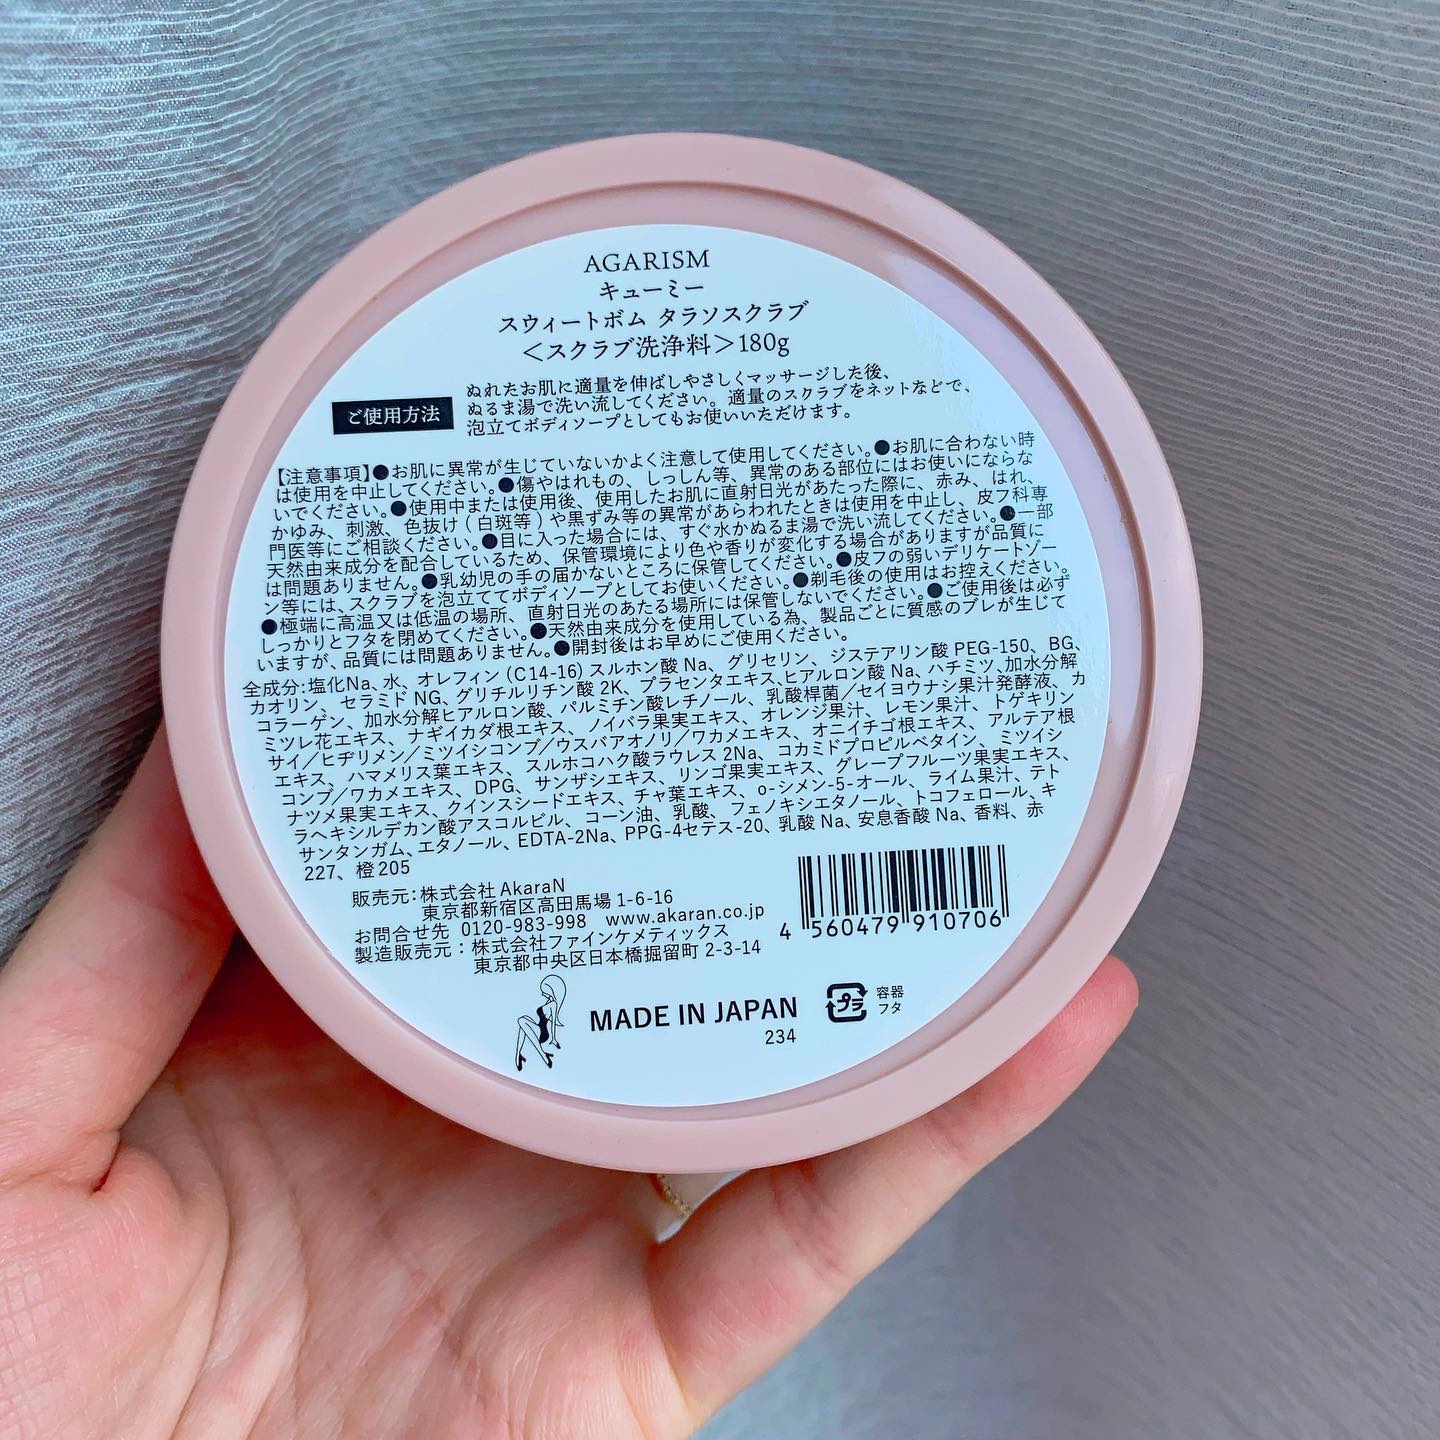 AGARISM
キューミー
スウィートボム タラソスクラブ
＜スクラブ洗浄料＞180g
ご使用方法
ぬれたお肌に適量を伸ばしやさしくマッサージした後、
ぬるま湯で洗い流してください。適量のスクラブをネットなどで、
泡立てボディソープとしてもお使いいただけます。
【注意事項】●お肌に異常が生じていないかよく注意して使用してください。●お肌に合わない時
は使用を中止してください。●傷やはれもの、しっしん等、異常のある部位にはお使いにならな
いでください。●使用中または使用後、使用したお肌に直射日光があたった際に、赤み、はれ、
かゆみ、刺激、色抜け(白斑等)や黒ずみ等の異常があらわれたときは使用を中止し、皮フ科専
門医等にご相談ください。●目に入った場合には、すぐ水かぬるま湯で洗い流してください。●一部
天然由来成分を配合しているため、保管環境により色や香りが変化する場合がありますが品質に
は問題ありません。●乳幼児の手の届かないところに保管してください。●皮フの弱いデリケートゾー
ン等には、スクラブを泡立ててボディソープとしてお使いください。●剃毛後の使用はお控えください。
●極端に高温又は低温の場所、直射日光のあたる場所には保管しないでください。●ご使用後は必ず
しっかりとフタを閉めてください。●天然由来成分を使用している為、製品ごとに質感のブレが生じて
いますが、品質には問題ありません。●開封後はお早めにご使用ください。
全成分:塩化Na、水、オレフィン(C14-16)スルホン酸Na、グリセリン、ジステアリン酸PEG-150、BG、
カオリン、セラミドNG、グリチルリチン酸2K、プラセンタエキス、ヒアルロン酸Na、ハチミツ、加水分解
コラーゲン、加水分解ヒアルロン酸、パルミチン酸レチノール、乳酸桿菌／セイヨウナシ果汁発酵液、カ
ミツレ花エキス、ナギイカダ根エキス、ノイバラ果実エキス、オレンジ果汁、レモン果汁、トゲキリン
サイ／ヒヂリメン／ミツイシコンブ／ウスバアオノリ／ワカメエキス、オニイチゴ根エキス、アルテア根
エキス、ハマメリス葉エキス、スルホコハク酸ラウレス2Na、コカミドプロピルベタイン、ミツイシ
コンブ／ワカメエキス、DPG、サンザシエキス、リンゴ果実エキス、グレープフルーツ果実エキス、
ナツメ果実エキス、クインスシードエキス、チャ葉エキス、o-シメン-5-オール、ライム果汁、テト
ラヘキシルデカン酸アスコルビル、コーン油、乳酸、フェノキシエタノール、トコフェロール、キ
サンタンガム、エタノール、EDTA-2Na、PPG-4セテス-20、乳酸Na、安息香酸Na、香料、赤
227、橙205
販売元：株式会社AkaraN
東京都新宿区高田馬場1-6-16
お問合せ先 0120-983-998 www.akaran.co.jp
製造販売元：株式会社ファインケメティックス
東京都中央区日本橋掘留町2-3-14
4 560479 910706
MADE IN JAPAN
プラ
容器
フタ
234